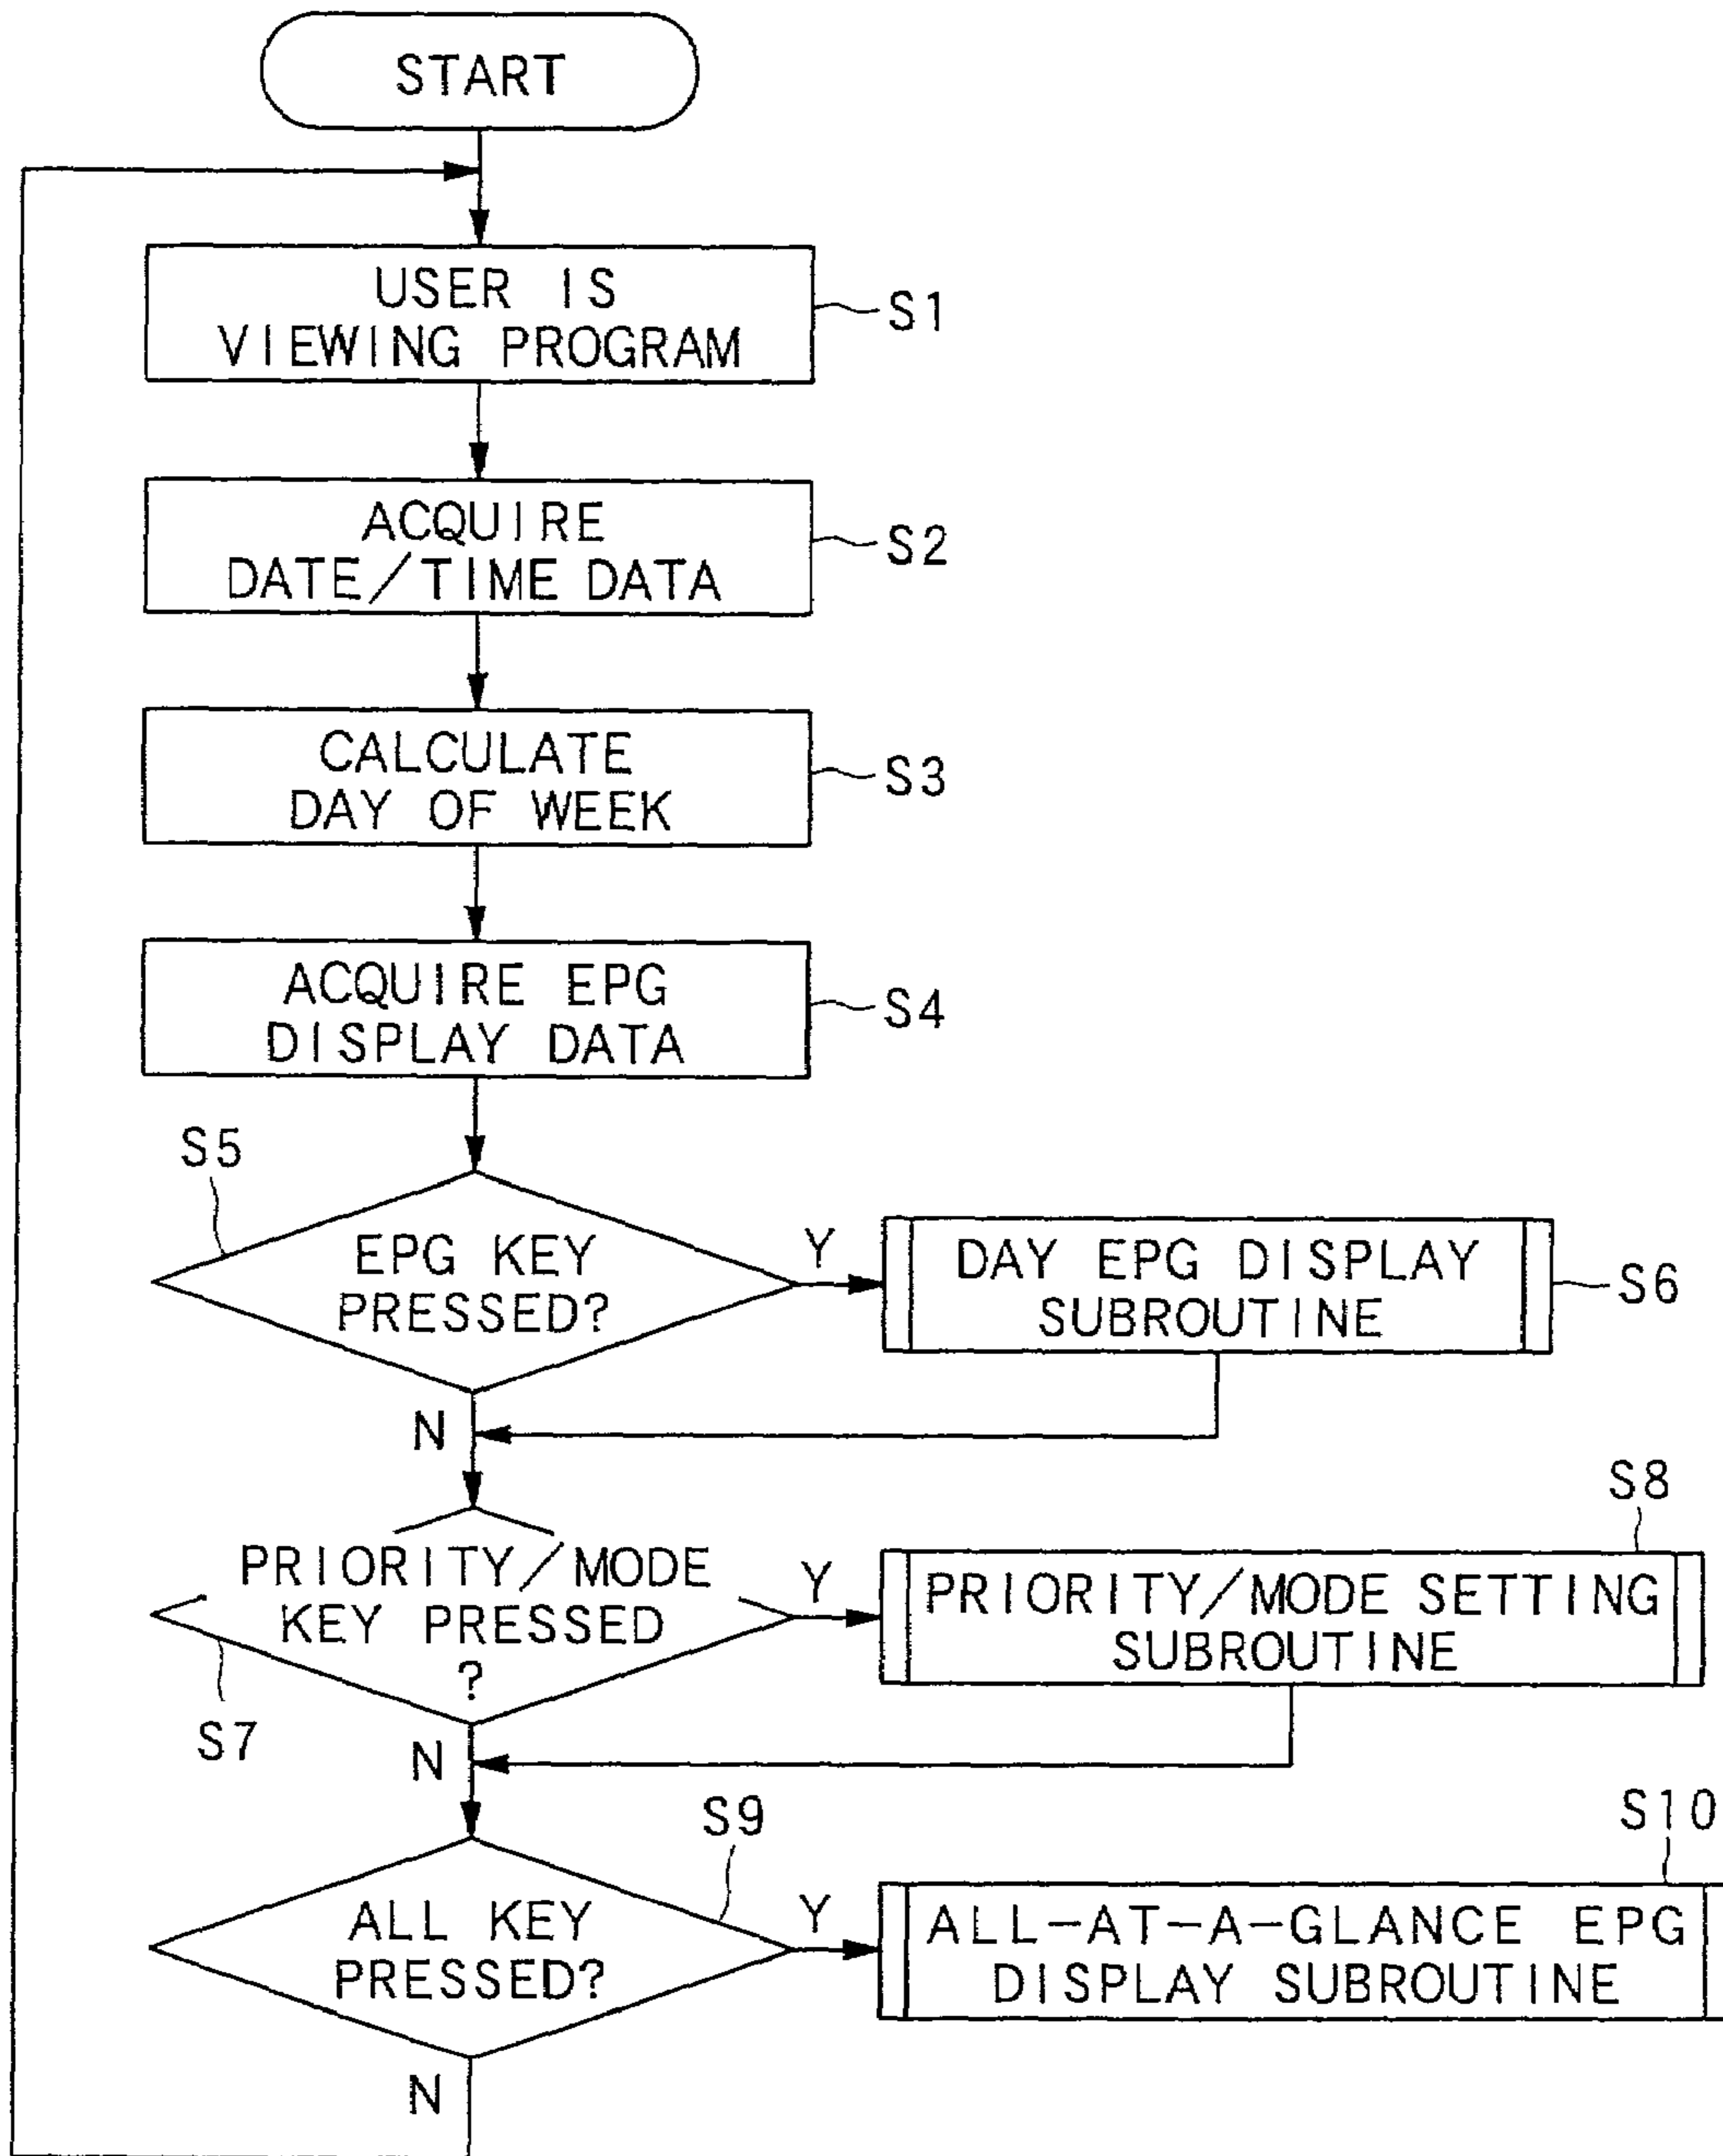 START
USER IS
VIEWING PROGRAM
S1
ACQUIRE
DATE/TIME DATA
S2
CALCULATE
DAY OF WEEK
S3
ACQUIRE EPG
DISPLAY DATA
S4
S5
EPG KEY
PRESSED?
Y
DAY EPG DISPLAY
SUBROUTINE
S6
N
PRIORITY/MODE
KEY PRESSED
?
S7
Y
S8
PRIORITY/MODE SETTING
SUBROUTINE
N
S9
ALL KEY
PRESSED?
Y
S10
ALL-AT-A-GLANCE EPG
DISPLAY SUBROUTINE
N